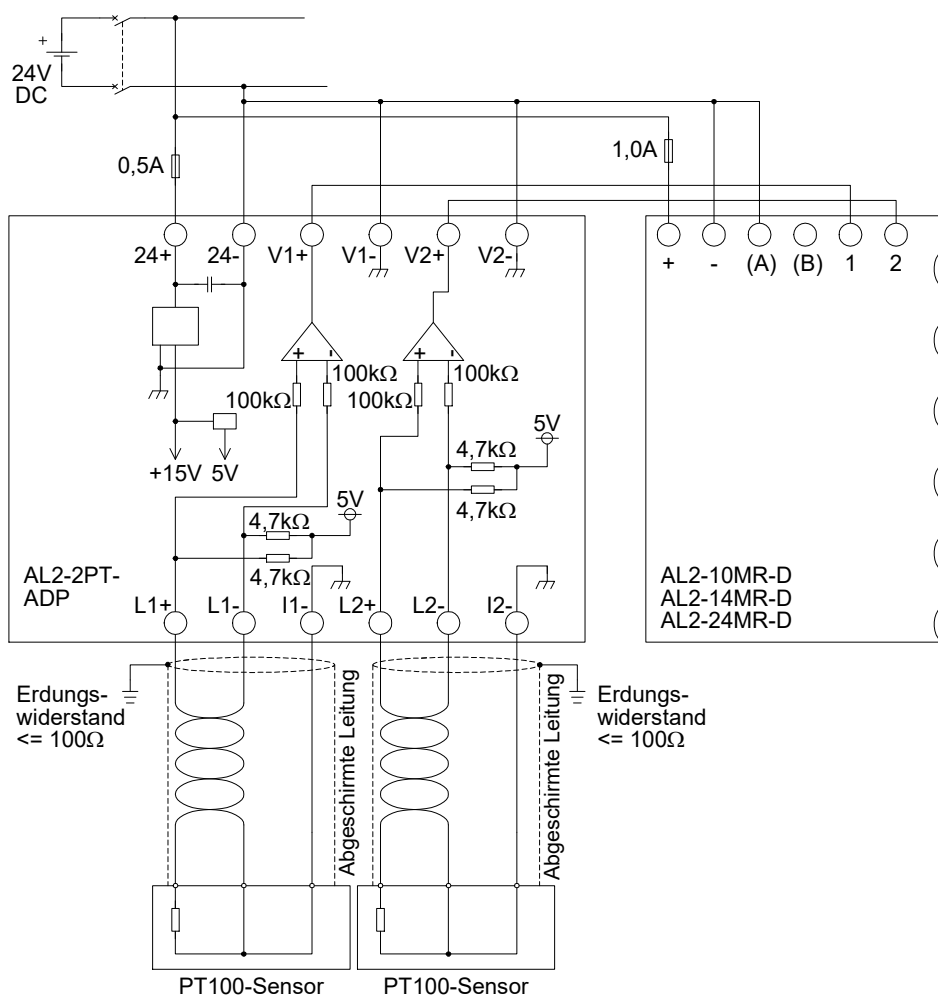 +
24V
DC
0,5A
1,0A
24+
24-
V1+
V1-
V2+
V2-
+
-
(A)
(B)
1
2
+
-
+
-
100kΩ
100kΩ
100kΩ
100kΩ
+15V
5V
5V
4,7kΩ
4,7kΩ
5V
4,7kΩ
4,7kΩ
AL2-2PT-
ADP
L1+
L1-
I1-
L2+
L2-
I2-
AL2-10MR-D
AL2-14MR-D
AL2-24MR-D
Erdungs-
widerstand
<= 100Ω
Abgeschirmte Leitung
Abgeschirmte Leitung
Erdungs-
widerstand
<= 100Ω
PT100-Sensor
PT100-Sensor